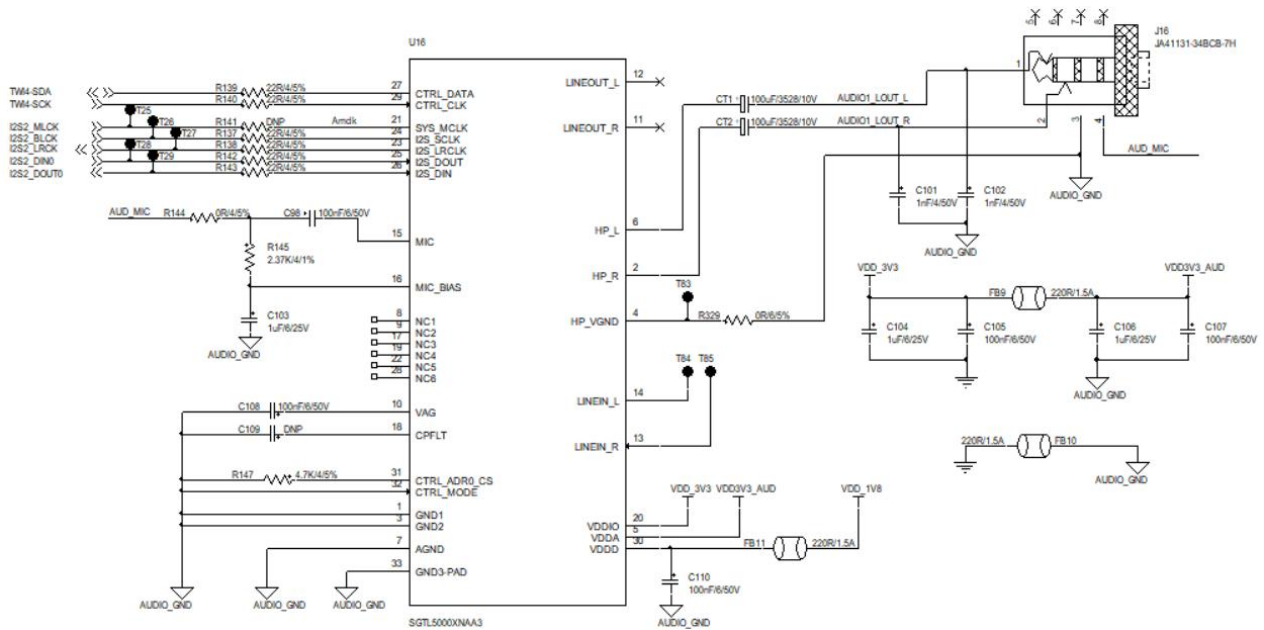 U16
J16
JA41131-34BCB-7H
5 6 7 8
1
2
3
4
AUD_MIC
AUDIO_GND
TWI4-SDA R139 22R/4/5% 27 CTRL_DATA
TWI4-SCK R140 22R/4/5% 29 CTRL_CLK
T25
I2S2_MLCK R141 DNP Amdk 21 SYS_MCLK
T26
I2S2_BLCK R137 22R/4/5% 24 I2S_SCLK
T27
I2S2_LRCK R138 22R/4/5% 23 I2S_LRCLK
T28
I2S2_DIN0 R142 22R/4/5% 25 I2S_DOUT
T29
I2S2_DOUT0 R143 22R/4/5% 26 I2S_DIN
AUD_MIC R144 0R/4/5% C98 100nF/6/50V
15 MIC
R145
2.37K/4/1%
16 MIC_BIAS
C103
1uF/6/25V
AUDIO_GND
8 NC1
9 NC2
17 NC3
19 NC4
22 NC5
28 NC6
C108 100nF/6/50V 10 VAG
C109 DNP 18 CPFLT
R147 4.7K/4/5% 31 CTRL_ADR0_CS
32 CTRL_MODE
1 GND1
3 GND2
7 AGND
33 GND3-PAD
AUDIO_GND AUDIO_GND AUDIO_GND
SGTL5000XNAA3
LINEOUT_L 12
LINEOUT_R 11
CT1 100uF/3528/10V AUDIO1_LOUT_L
CT2 100uF/3528/10V AUDIO1_LOUT_R
C101
1nF/4/50V
C102
1nF/4/50V
AUDIO_GND
HP_L 6
HP_R 2
T83
HP_VGND 4 R329 0R/6/5%
T84 T85
LINEIN_L 14
LINEIN_R 13
VDD_3V3 VDD3V3_AUD VDD_1V8
VDDIO 20
VDDA 5
VDDD 30
FB11 220R/1.5A
C110
100nF/6/50V
AUDIO_GND
VDD_3V3 VDD3V3_AUD
FB9 220R/1.5A
C104
1uF/6/25V
C105
100nF/6/50V
C106
1uF/6/25V
C107
100nF/6/50V
AUDIO_GND
220R/1.5A FB10
AUDIO_GND